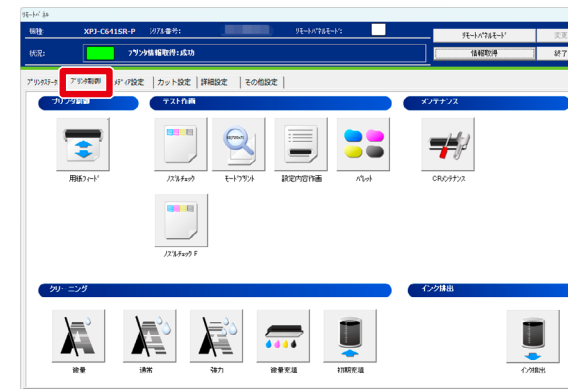 リモートパネル
機種: XPJ-C641SR-P シリアル番号: リモートパネルモード:
リモートパネルモード 変更
状況: プリンタ情報取得:成功
情報取得 終了
プリンタステータス プリンタ制御 メディア設定 カット設定 詳細設定 その他設定
プリンタ制御 テスト作画 メンテナンス
用紙フィード ノズルチェック モードプリント 設定内容作画 パレット CRメンテナンス
ノズルチェック F
クリーニング インク排出
微量 通常 強力 微量充填 初期充填 インク排出